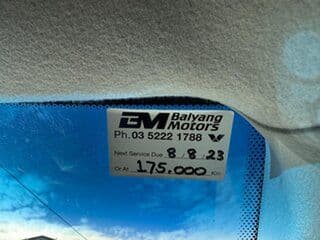 BM Balyang
Motors
Ph. 03 5222 1788
Next Service Due 8/8/23
Or At 175.000 Km